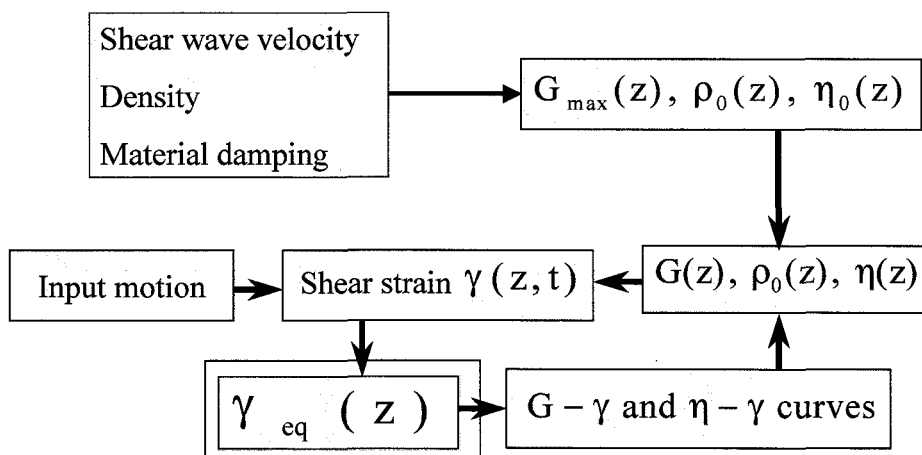 Shear wave velocity
Density
Material damping
G max (z), ρ0(z), η0(z)
Input motion
Shear strain γ(z, t)
G(z), ρ0(z), η(z)
γ eq (z)
G – γ and η – γ curves